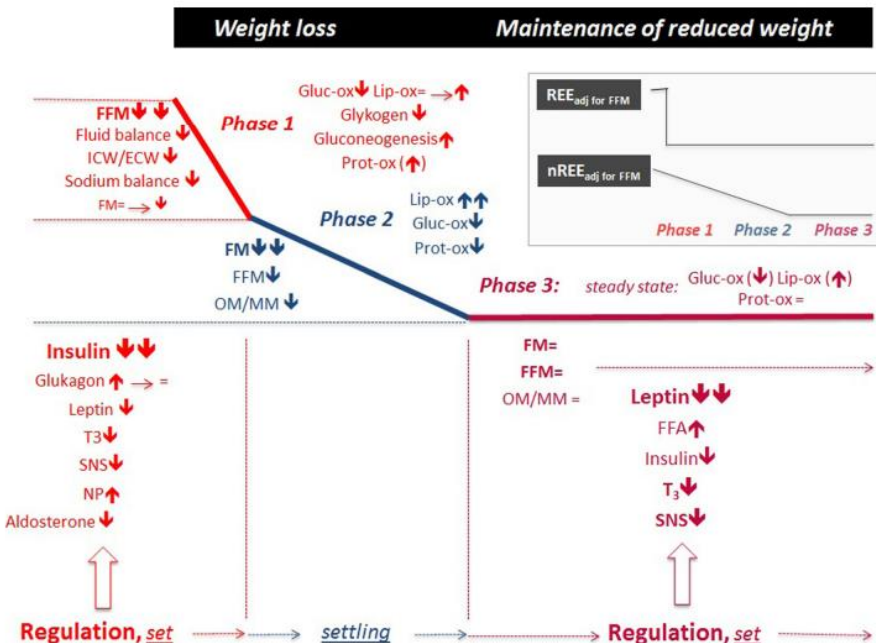 Weight loss
Maintenance of reduced weight
FFM↓↓
Fluid balance ↓
ICW/ECW ↓
Sodium balance ↓
FM= → ↓
Phase 1
Gluc-ox↓ Lip-ox= → ↑
Glykogen ↓
Gluconeogenesis↑
Prot-ox (↑)
REE adj for FFM
nREE adj for FFM
Phase 1 Phase 2 Phase 3
Phase 2
Lip-ox ↑↑
Gluc-ox↓
Prot-ox↓
FM↓↓
FFM↓
OM/MM ↓
Phase 3: steady state: Gluc-ox (↓) Lip-ox (↑)
Prot-ox =
Insulin ↓↓
Glukagon ↑ → =
Leptin ↓
T3↓
SNS↓
NP↑
Aldosterone↓
FM=
FFM=
OM/MM =
Leptin↓↓
FFA↑
Insulin↓
T3↓
SNS↓
Regulation, set
settling
Regulation, set